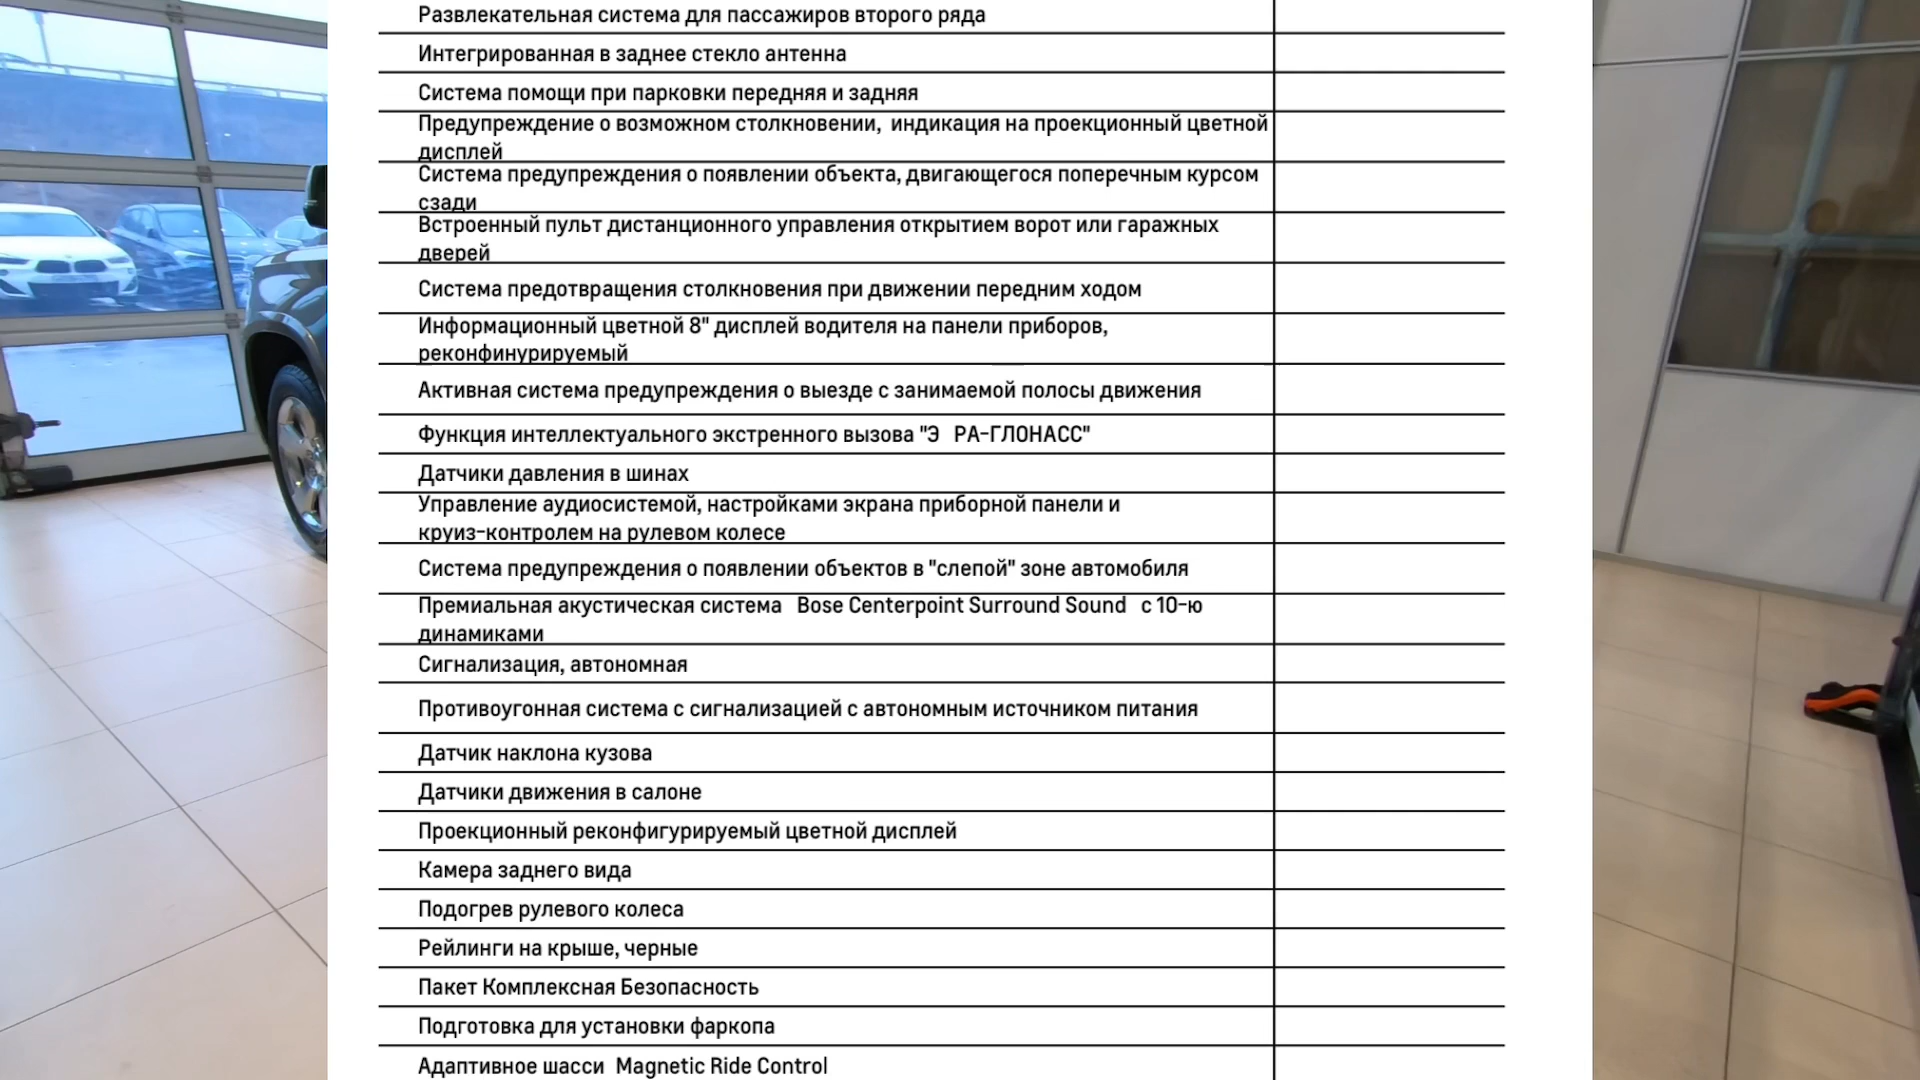 Развлекательная система для пассажиров второго ряда
Интегрированная в заднее стекло антенна
Система помощи при парковки передняя и задняя
Предупреждение о возможном столкновении, индикация на проекционный цветной
дисплей
Система предупреждения о появлении объекта, двигающегося поперечным курсом
сзади
Встроенный пульт дистанционного управления открытием ворот или гаражных
дверей
Система предотвращения столкновения при движении передним ходом
Информационный цветной 8" дисплей водителя на панели приборов,
реконфинурируемый
Активная система предупреждения о выезде с занимаемой полосы движения
Функция интеллектуального экстренного вызова "Э РА-ГЛОНАСС"
Датчики давления в шинах
Управление аудиосистемой, настройками экрана приборной панели и
круиз-контролем на рулевом колесе
Система предупреждения о появлении объектов в "слепой" зоне автомобиля
Премиальная акустическая система Bose Centerpoint Surround Sound с 10-ю
динамиками
Сигнализация, автономная
Противоугонная система с сигнализацией с автономным источником питания
Датчик наклона кузова
Датчики движения в салоне
Проекционный реконфигурируемый цветной дисплей
Камера заднего вида
Подогрев рулевого колеса
Рейлинги на крыше, черные
Пакет Комплексная Безопасность
Подготовка для установки фаркопа
Адаптивное шасси Magnetic Ride Control